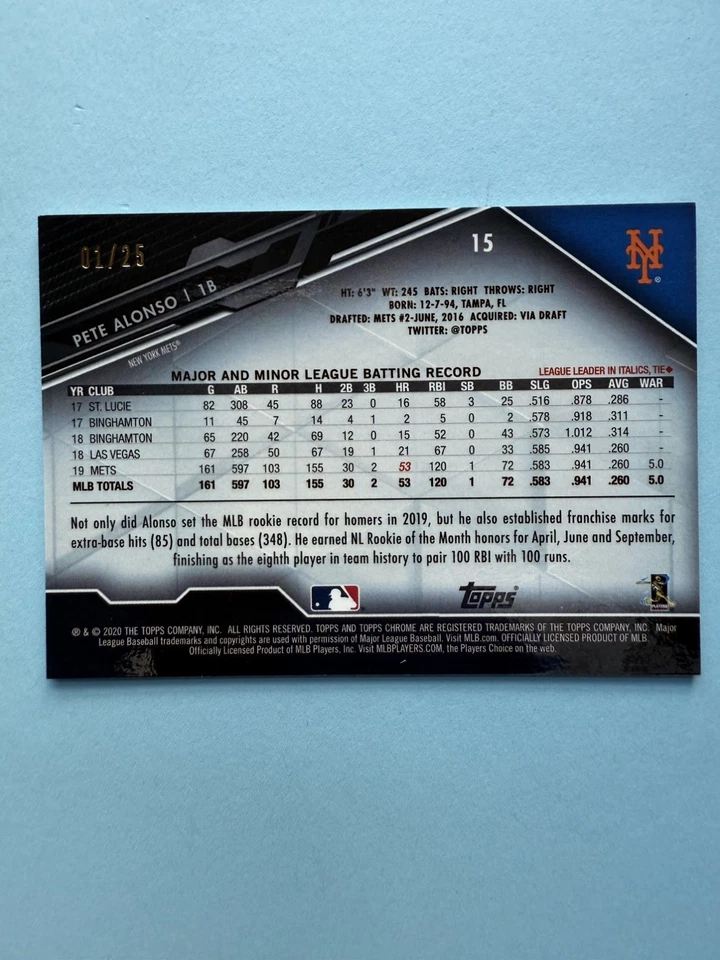 01/25
15
PETE ALONSO | 1B
NEW YORK METS®
NY
®
HT: 6'3" WT: 245 BATS: RIGHT THROWS: RIGHT
BORN: 12-7-94, TAMPA, FL
DRAFTED: METS #2-JUNE, 2016 ACQUIRED: VIA DRAFT
TWITTER: @TOPPS
MAJOR AND MINOR LEAGUE BATTING RECORD LEAGUE LEADER IN ITALICS, TIE◆
YR CLUB G AB R H 2B 3B HR RBI SB BB SLG OPS AVG WAR
17 ST. LUCIE 82 308 45 88 23 0 16 58 3 25 .516 .878 .286 -
17 BINGHAMTON 11 45 7 14 4 1 2 5 0 2 .578 .918 .311 -
18 BINGHAMTON 65 220 42 69 12 0 15 52 0 43 .573 1.012 .314 -
18 LAS VEGAS 67 258 50 67 19 1 21 67 0 33 .585 .941 .260 -
19 METS 161 597 103 155 30 2 53 120 1 72 .583 .941 .260 5.0
MLB TOTALS 161 597 103 155 30 2 53 120 1 72 .583 .941 .260 5.0
Not only did Alonso set the MLB rookie record for homers in 2019, but he also established franchise marks for
extra-base hits (85) and total bases (348). He earned NL Rookie of the Month honors for April, June and September,
finishing as the eighth player in team history to pair 100 RBI with 100 runs.
topps
® & © 2020 THE TOPPS COMPANY, INC. ALL RIGHTS RESERVED. TOPPS AND TOPPS CHROME ARE REGISTERED TRADEMARKS OF THE TOPPS COMPANY, INC. Major
League Baseball trademarks and copyrights are used with permission of Major League Baseball. Visit MLB.com. OFFICIALLY LICENSED PRODUCT OF MLB
Officially Licensed Product of MLB Players, Inc. Visit MLBPLAYERS.COM, the Players Choice on the web.